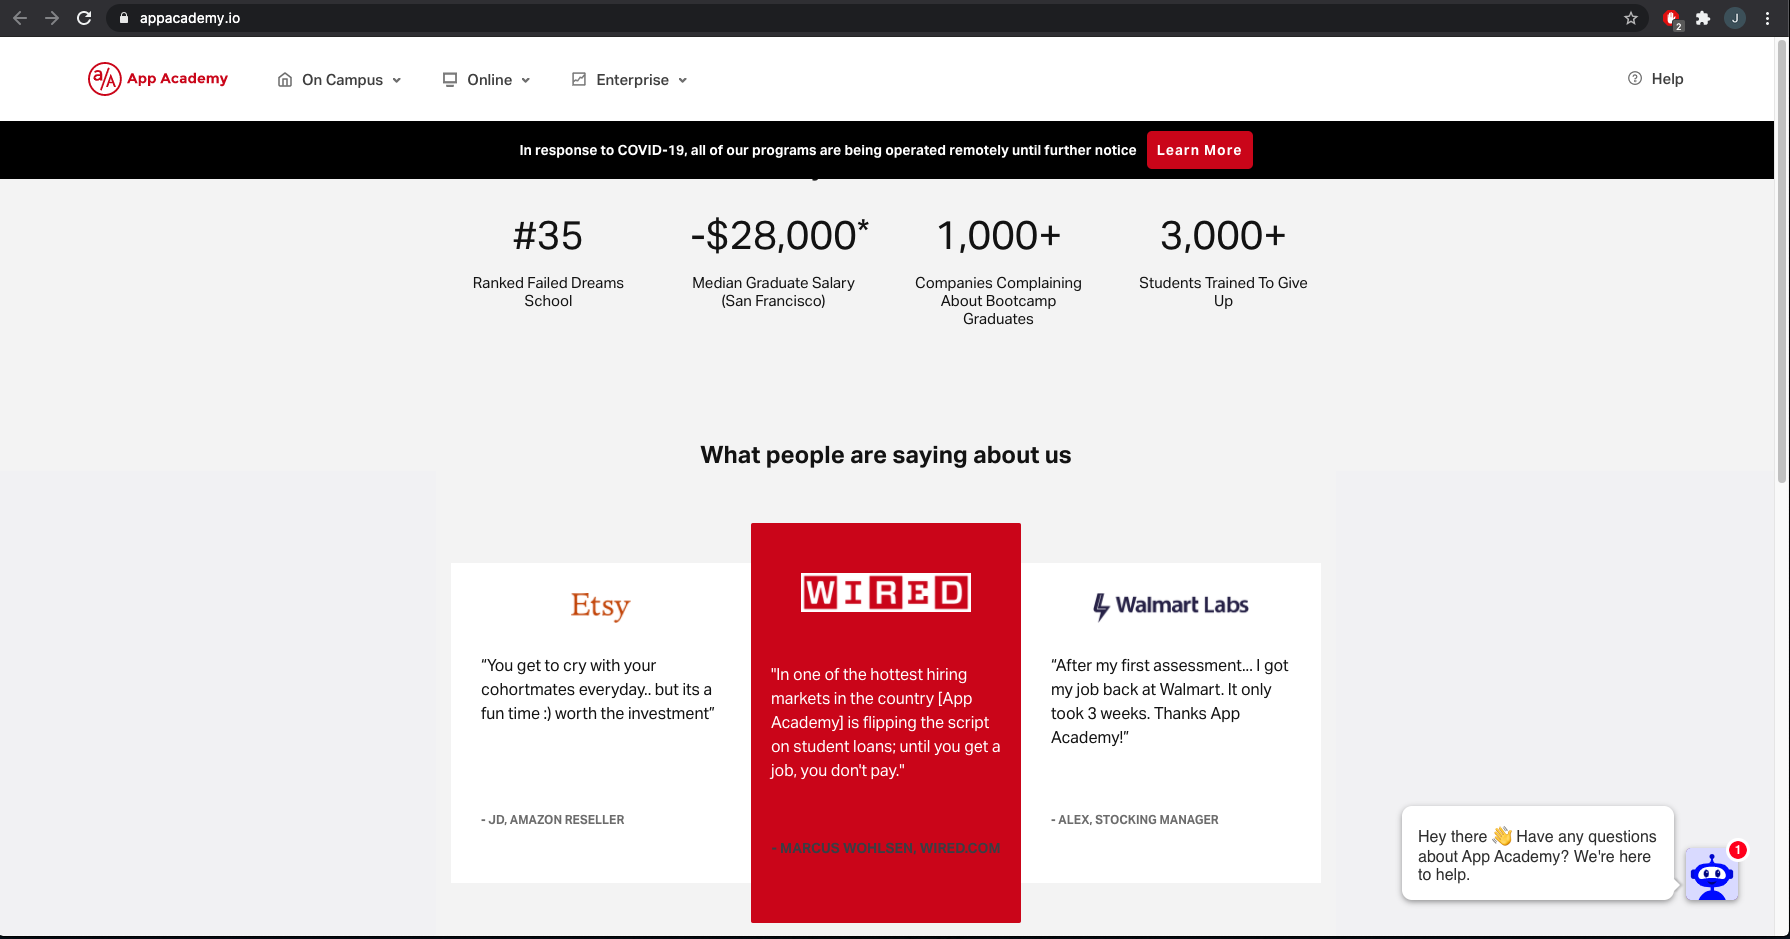 appacademy.io
2
J
a/A App Academy
On Campus
Online
Enterprise
Help
In response to COVID-19, all of our programs are being operated remotely until further notice
Learn More
#35
Ranked Failed Dreams
School
-$28,000*
Median Graduate Salary
(San Francisco)
1,000+
Companies Complaining
About Bootcamp
Graduates
3,000+
Students Trained To Give
Up
What people are saying about us
Etsy
“You get to cry with your
cohortmates everyday.. but its a
fun time :) worth the investment”
- JD, AMAZON RESELLER
WIRED
"In one of the hottest hiring
markets in the country [App
Academy] is flipping the script
on student loans; until you get a
job, you don't pay."
- MARCUS WOHLSEN, WIRED.COM
Walmart Labs
“After my first assessment... I got
my job back at Walmart. It only
took 3 weeks. Thanks App
Academy!”
- ALEX, STOCKING MANAGER
Hey there 👋 Have any questions
about App Academy? We're here
to help.
1